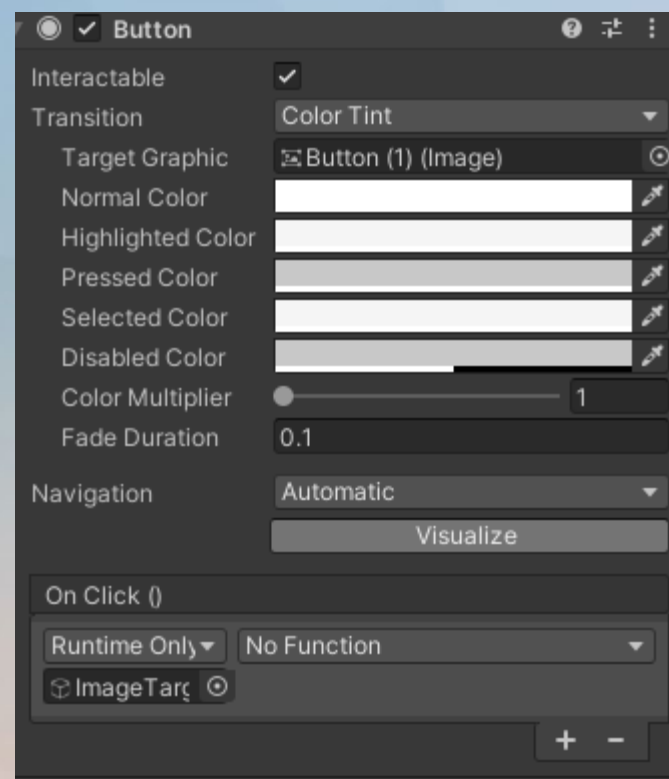 Button
Interactable
Transition Color Tint
Target Graphic Button (1) (Image)
Normal Color
Highlighted Color
Pressed Color
Selected Color
Disabled Color
Color Multiplier 1
Fade Duration 0.1
Navigation Automatic
Visualize
On Click ()
Runtime Only No Function
ImageTarg